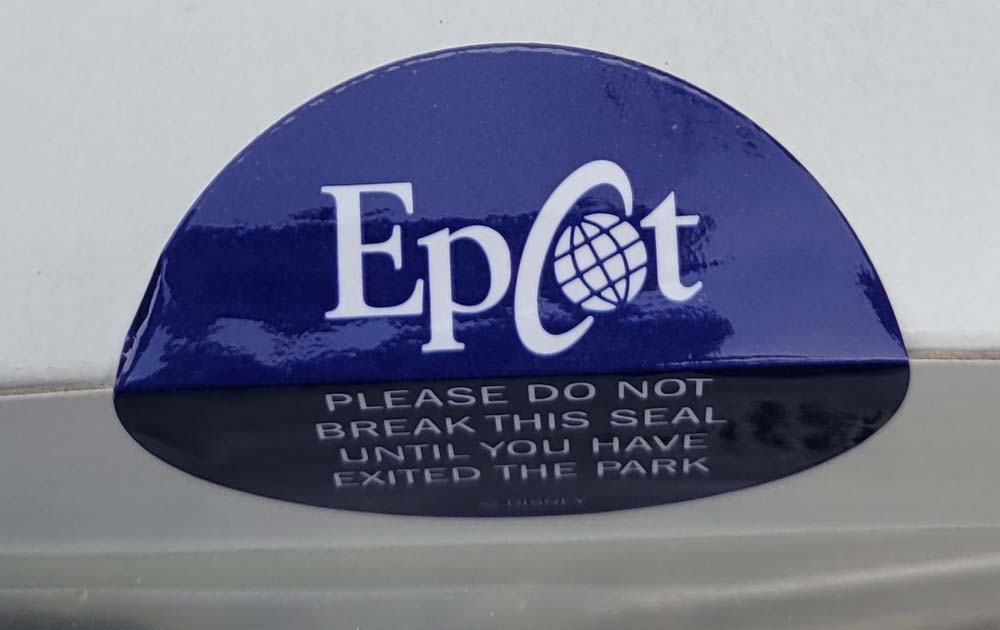 Epcot
PLEASE DO NOT
BREAK THIS SEAL
UNTIL YOU HAVE
EXITED THE PARK
© DISNEY